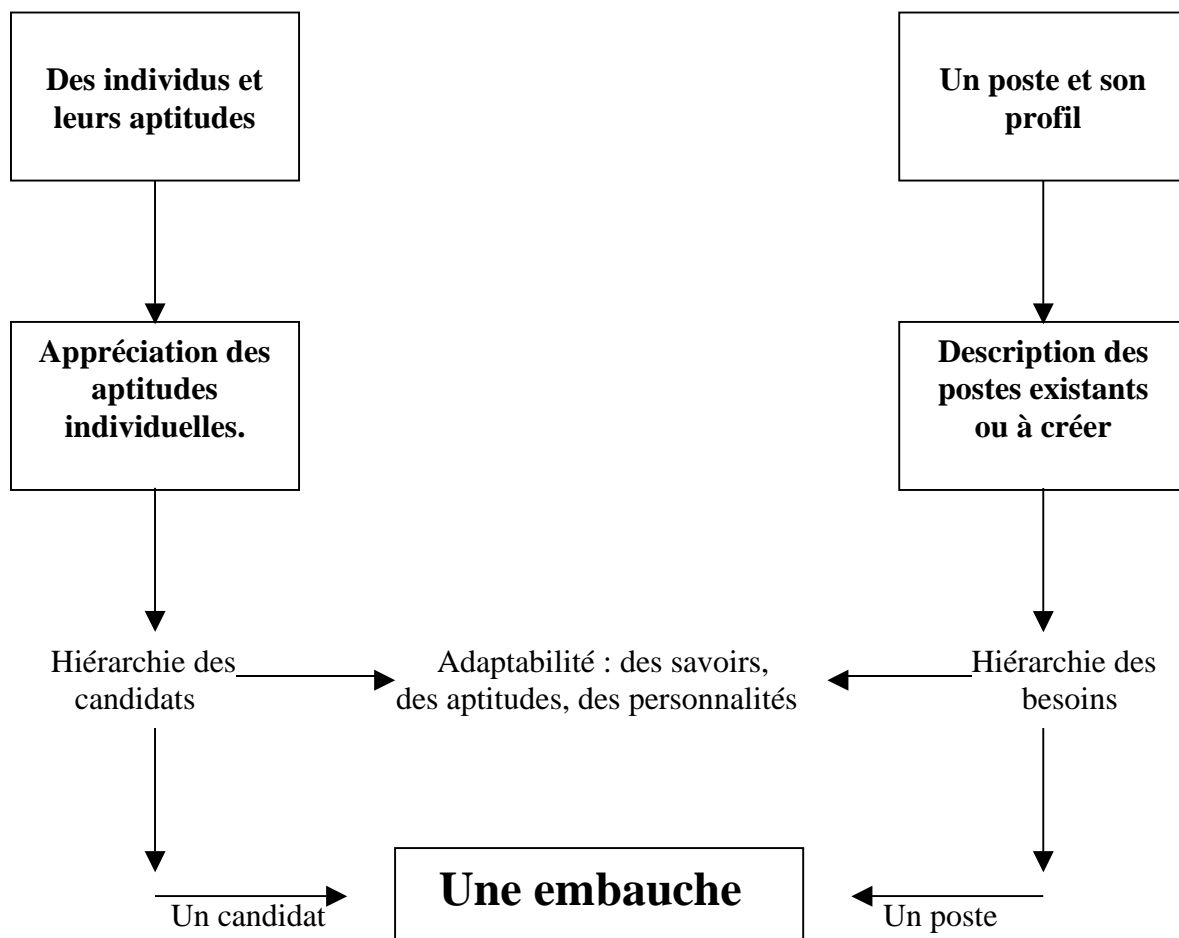 Des individus et
leurs aptitudes
Un poste et son
profil
Appréciation des
aptitudes
individuelles.
Description des
postes existants
ou à créer
Hiérarchie des
candidats
Adaptabilité : des savoirs,
des aptitudes, des personnalités
Hiérarchie des
besoins
Un candidat
Une embauche
Un poste